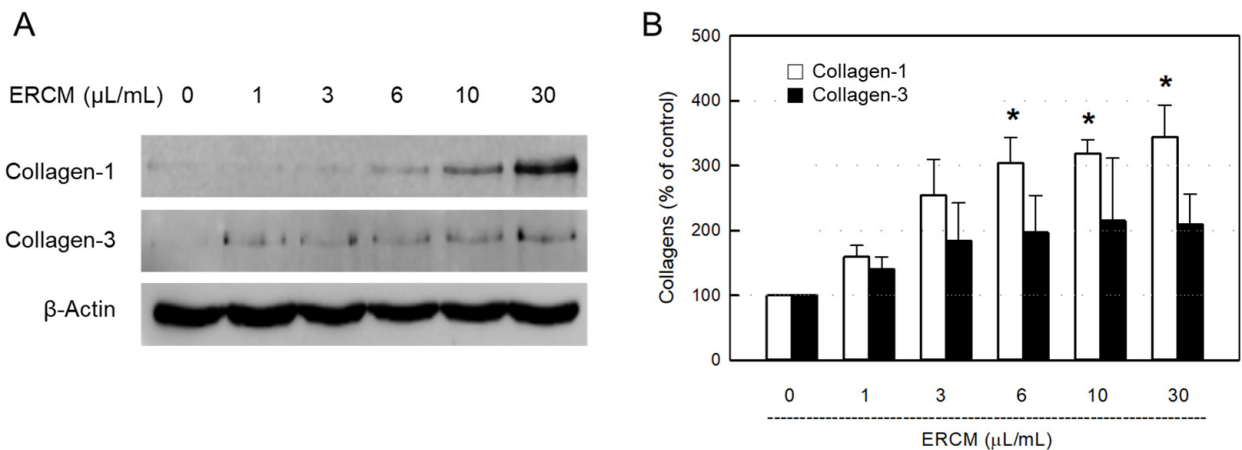 A
ERCM (µL/mL) 0 1 3 6 10 30
Collagen-1
Collagen-3
β-Actin
B
Collagens (% of control)
500
400
300
200
100
0
Collagen-1
Collagen-3
*
*
*
0 1 3 6 10 30
ERCM (µL/mL)